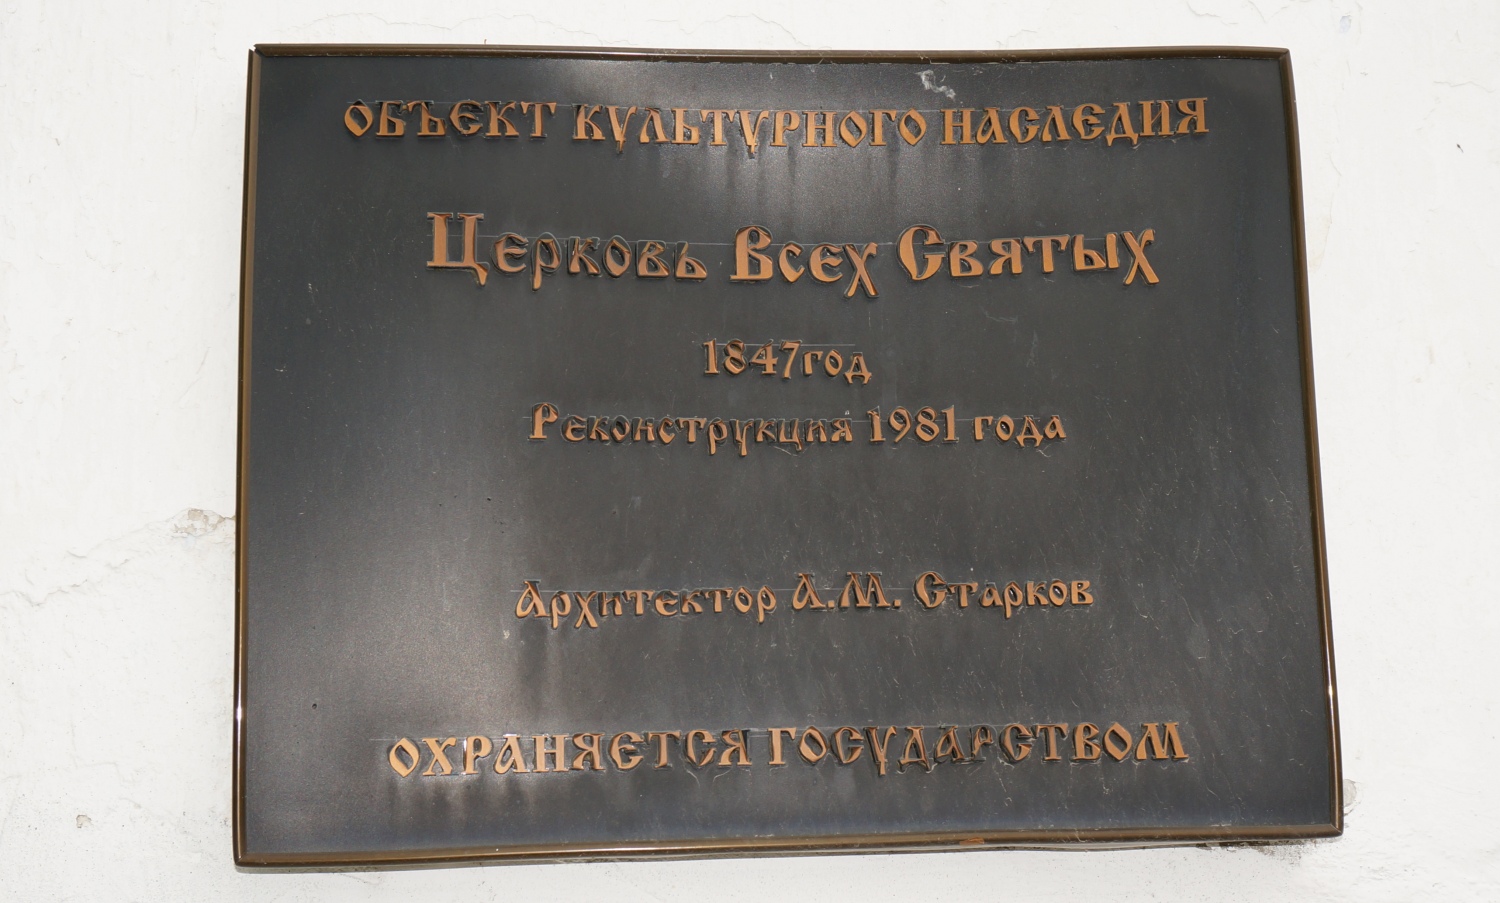 ОБЪЕКТ КУЛЬТУРНОГО НАСЛЕДИЯ
Церковь Всех Святых
1847год
Реконструкция 1981 года
Архитектор А.М. Старков
ОХРАНЯЕТСЯ ГОСУДАРСТВОМ